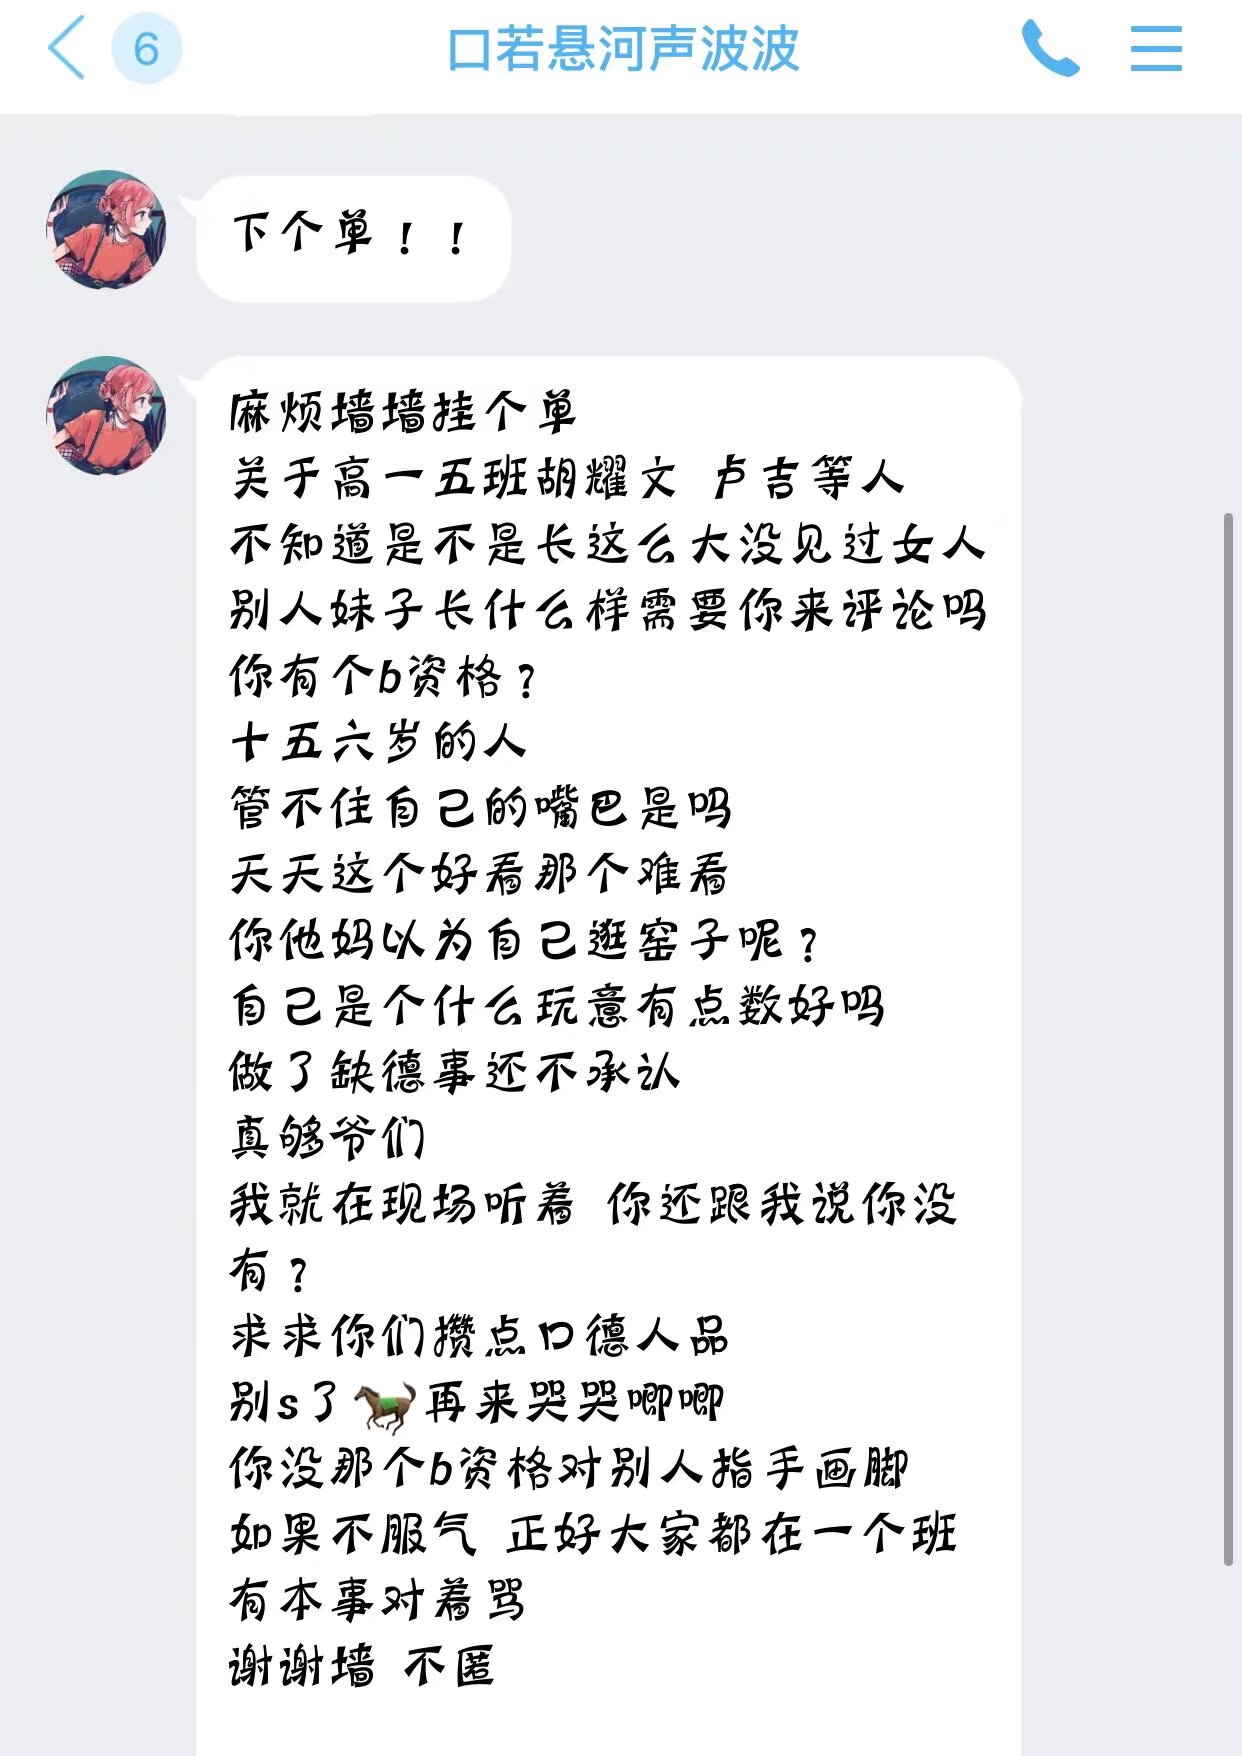 6
口若悬河声波波
下个单！！
麻烦墙墙挂个单
关于高一五班胡耀文 卢吉等人
不知道是不是长这么大没见过女人
别人妹子长什么样需要你来评论吗
你有个b资格？
十五六岁的人
管不住自己的嘴巴是吗
天天这个好看那个难看
你他妈以为自己逛窑子呢？
自己是个什么玩意有点数好吗
做了缺德事还不承认
真够爷们
我就在现场听着 你还跟我说你没
有？
求求你们攒点口德人品
别s了🐎再来哭哭唧唧
你没那个b资格对别人指手画脚
如果不服气 正好大家都在一个班
有本事对着骂
谢谢墙 不匿